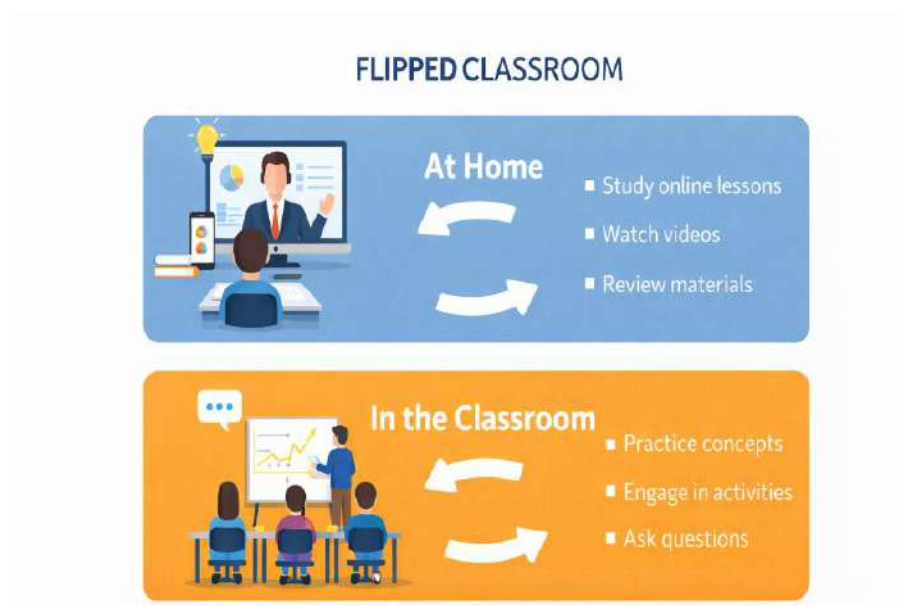 FLIPPED CLASSROOM
At Home
Study online lessons
Watch videos
Review materials
In the Classroom
Practice concepts
Engage in activities
Ask questions